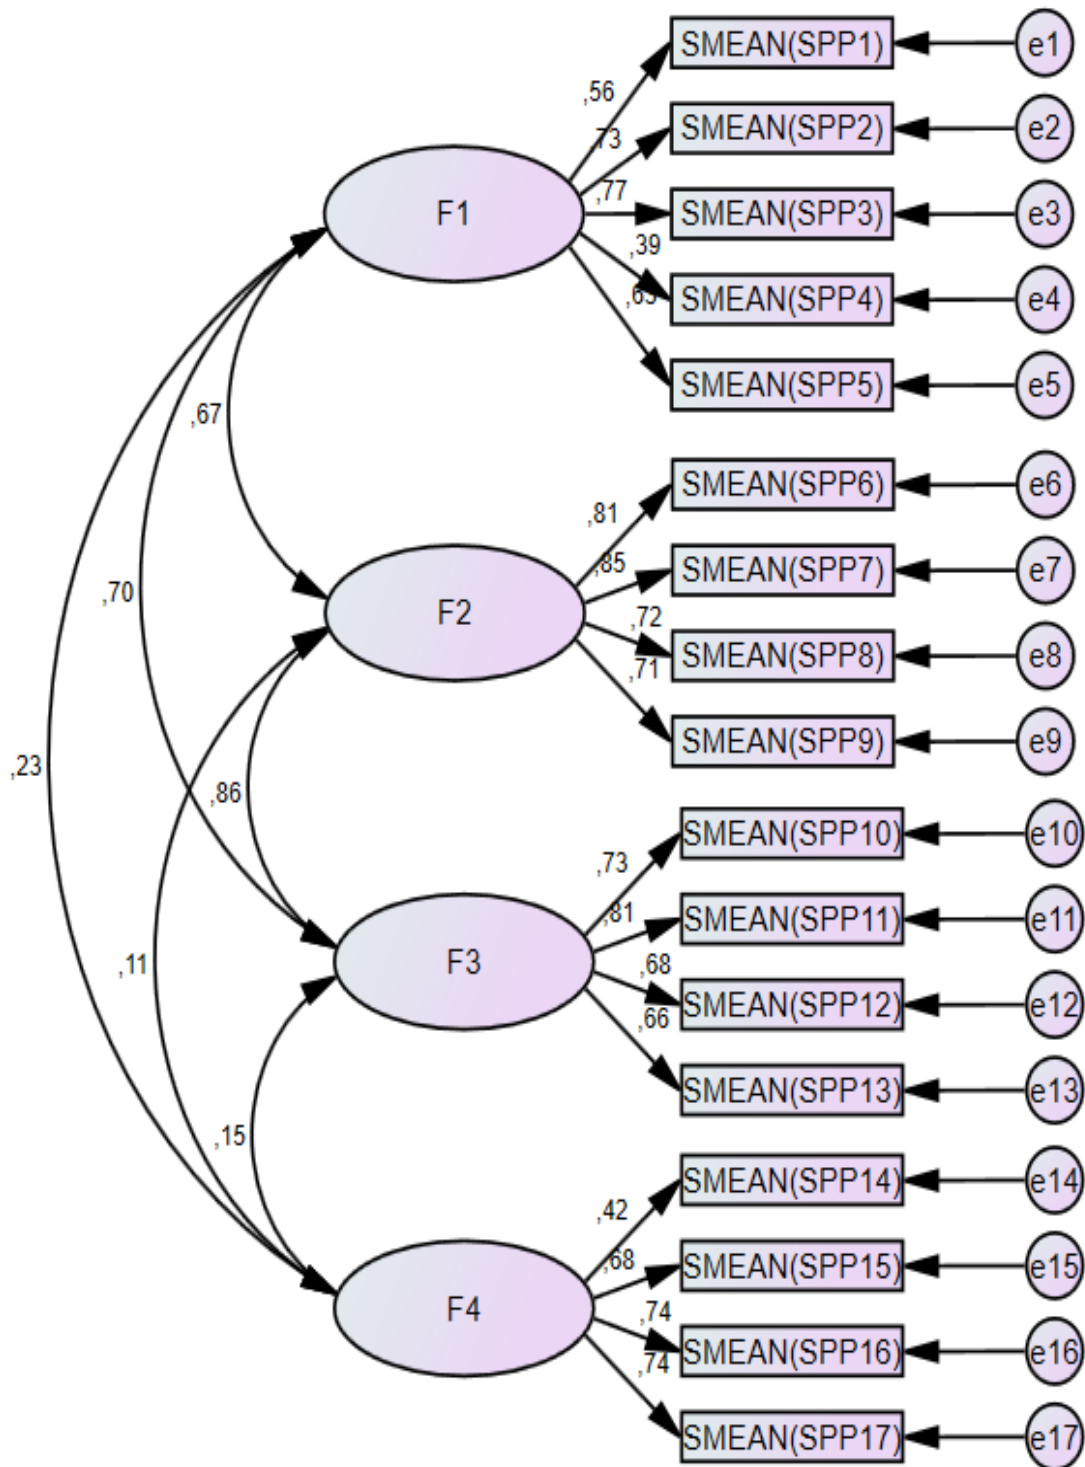 SMEAN(SPP1)
e1
,56
SMEAN(SPP2)
e2
,73
F1
,77
SMEAN(SPP3)
e3
,39
SMEAN(SPP4)
e4
SMEAN(SPP5)
e5
,67
SMEAN(SPP6)
e6
,81
,85
SMEAN(SPP7)
e7
,70
F2
,72
SMEAN(SPP8)
e8
,71
SMEAN(SPP9)
e9
,23
,86
SMEAN(SPP10)
e10
,73
,81
SMEAN(SPP11)
e11
,11
F3
,68
SMEAN(SPP12)
e12
,66
SMEAN(SPP13)
e13
,15
SMEAN(SPP14)
e14
,42
,68
SMEAN(SPP15)
e15
F4
,74
SMEAN(SPP16)
e16
,74
SMEAN(SPP17)
e17